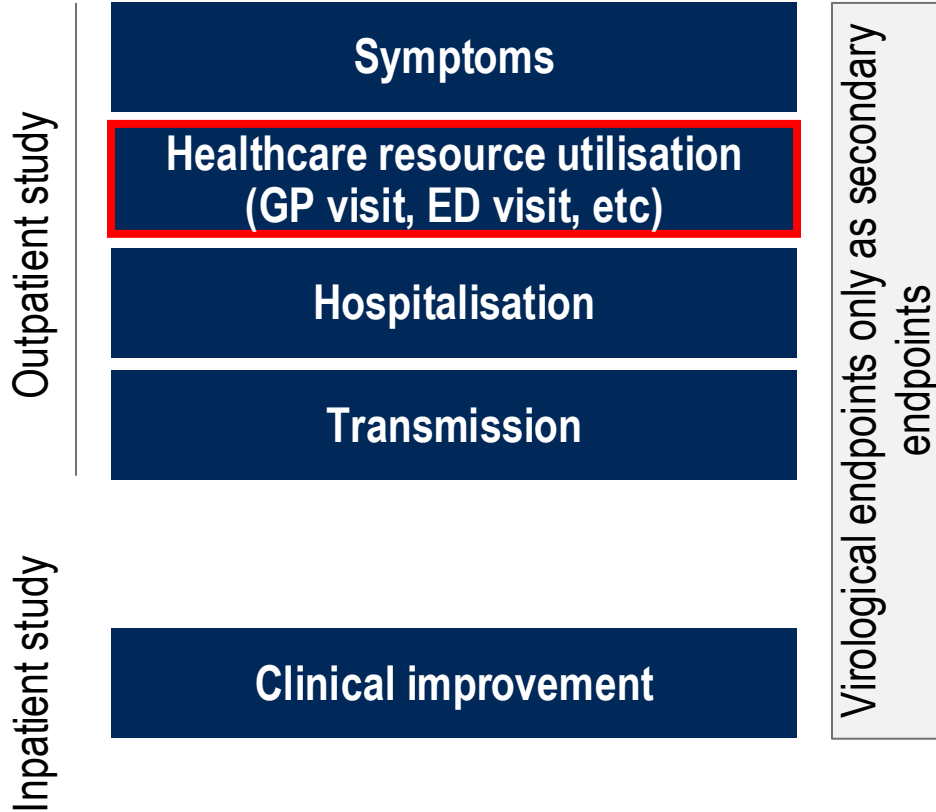 Outpatient study
Symptoms
Healthcare resource utilisation
(GP visit, ED visit, etc)
Hospitalisation
Transmission
Inpatient study
Clinical improvement
Virological endpoints only as secondary
endpoints